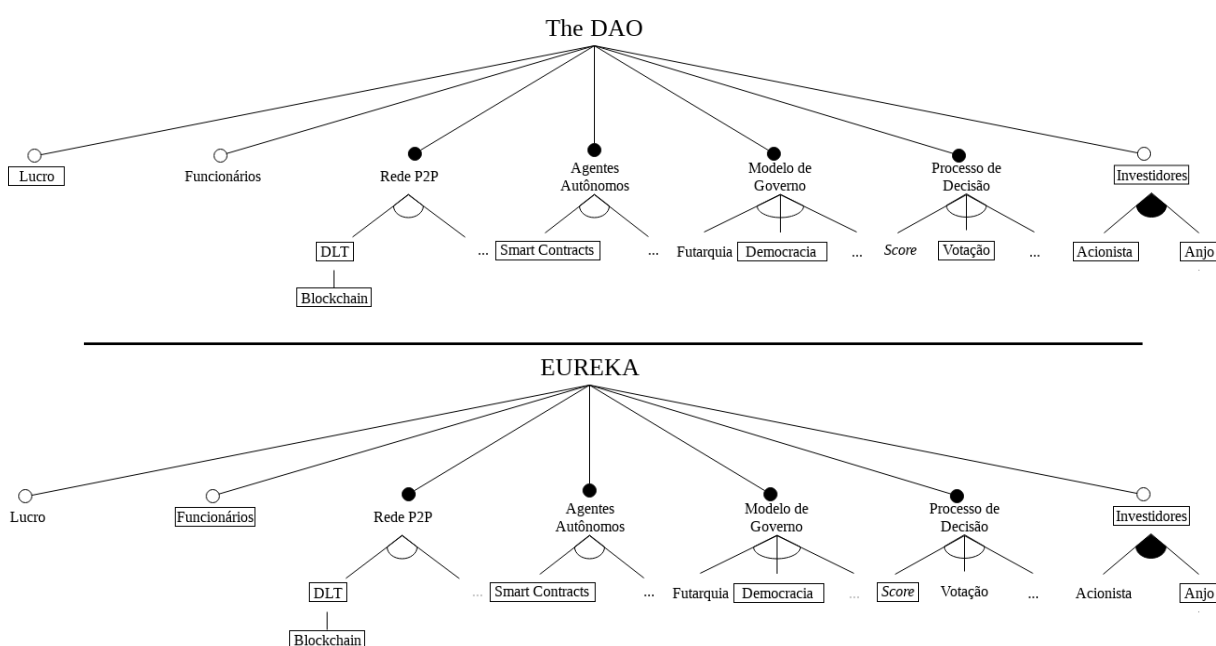 The DAO
Lucro
Funcionários
Rede P2P
Agentes
Autônomos
Modelo de
Governo
Processo de
Decisão
Investidores
DLT
...
Smart Contracts
...
Futarquia
Democracia
...
Score
Votação
...
Acionista
Anjo
Blockchain
EUREKA
Lucro
Funcionários
Rede P2P
Agentes
Autônomos
Modelo de
Governo
Processo de
Decisão
Investidores
DLT
...
Smart Contracts
...
Futarquia
Democracia
...
Score
Votação
...
Acionista
Anjo
Blockchain